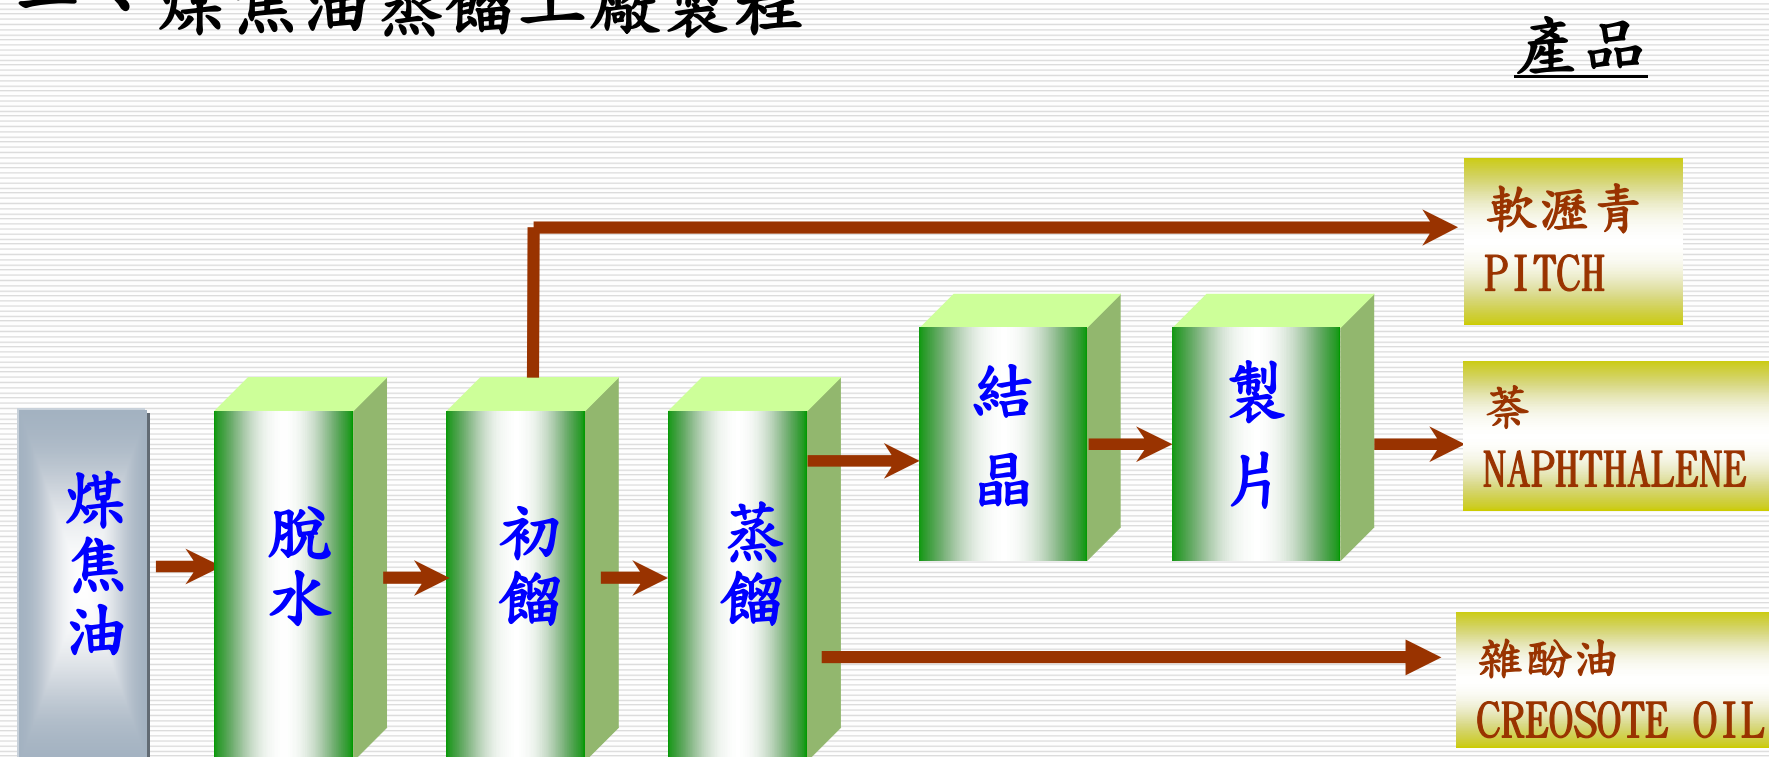 、煤焦油蒸餾工廠製程
產品
軟瀝青
PITCH
結晶
製片
萘
NAPHTHALENE
煤焦油
脫水
初餾
蒸餾
雜酚油
CREOSOTE OIL